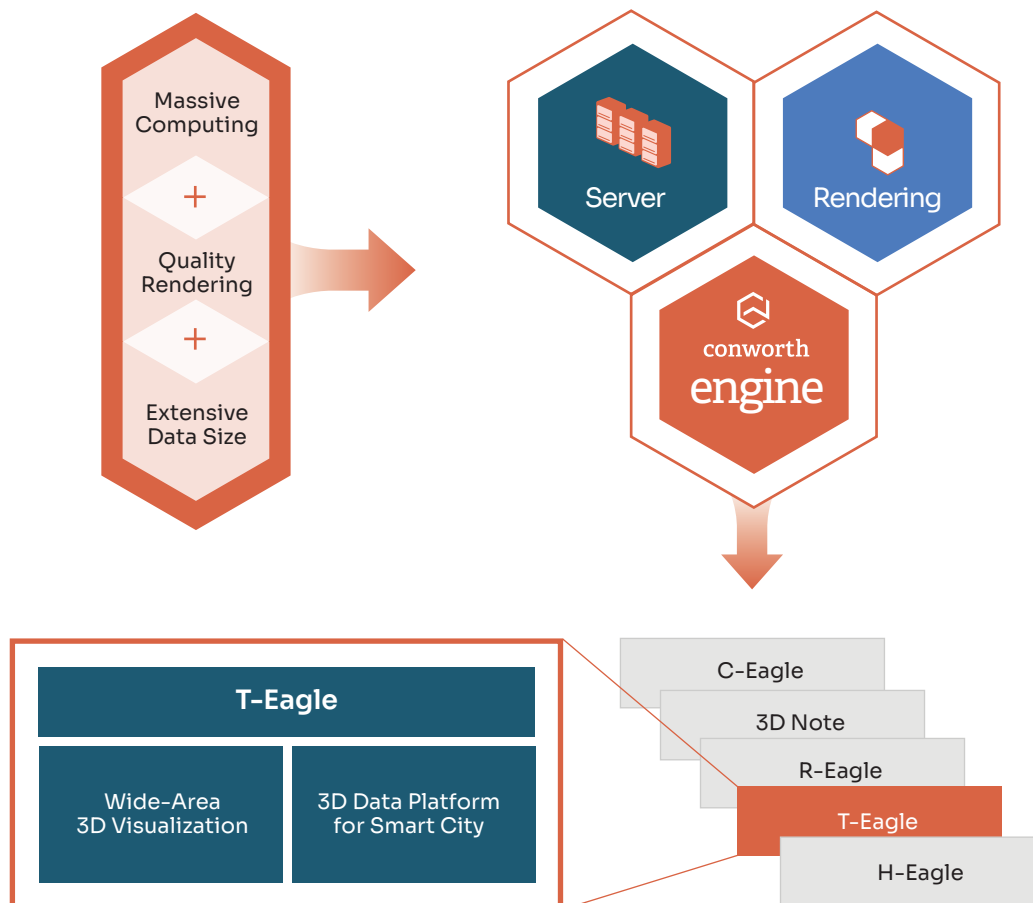 Massive
Computing
+
Quality
Rendering
+
Extensive
Data Size
Server
Rendering
conworth
engine
T-Eagle
Wide-Area
3D Visualization
3D Data Platform
for Smart City
C-Eagle
3D Note
R-Eagle
T-Eagle
H-Eagle